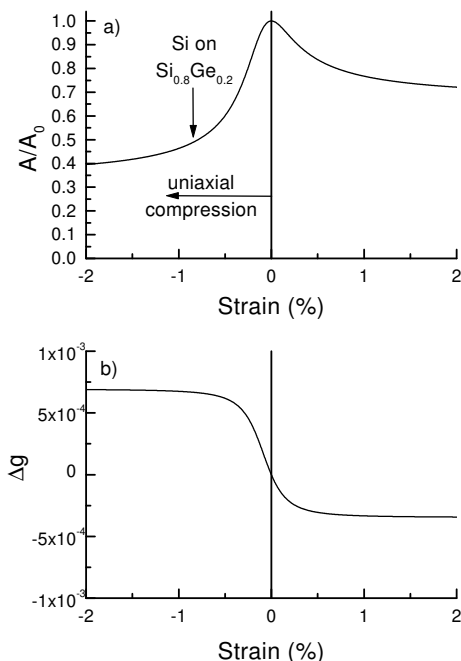 a)
Si on
Si0.8Ge0.2
uniaxial
compression
A/A0
1.0
0.9
0.8
0.7
0.6
0.5
0.4
0.3
0.2
0.1
0.0
-2 -1 0 1 2
Strain (%)
b)
Δg
1x10⁻³
5x10⁻⁴
0
-5x10⁻⁴
-1x10⁻³
-2 -1 0 1 2
Strain (%)